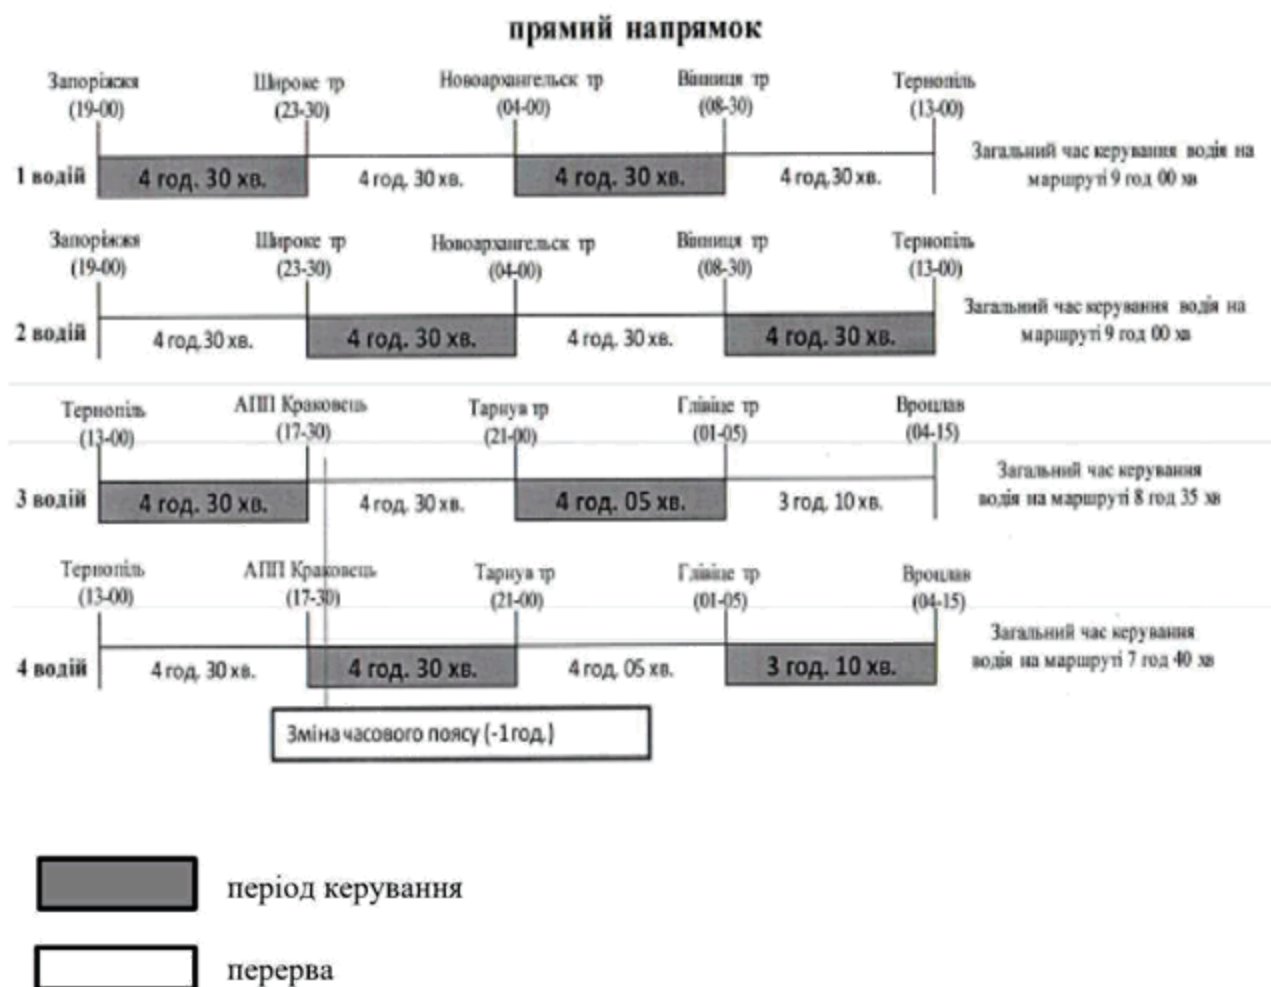 прямий напрямок
Запоріжжя Широке тр Новоархангельск тр Вінниця тр Тернопіль
(19-00) (23-30) (04-00) (08-30) (13-00)
1 водій 4 год. 30 хв. 4 год. 30 хв. 4 год. 30 хв. 4 год.30 хв.
Загальний час керування водія на
маршруті 9 год 00 хв
Запоріжжя Широке тр Новоархангельск тр Вінниця тр Тернопіль
(19-00) (23-30) (04-00) (08-30) (13-00)
2 водій 4 год.30 хв. 4 год. 30 хв. 4 год. 30 хв. 4 год. 30 хв.
Загальний час керування водія на
маршруті 9 год 00 хв
Тернопіль АПП Краковець Тарнув тр Глівіце тр Вроцлав
(13-00) (17-30) (21-00) (01-05) (04-15)
3 водій 4 год. 30 хв. 4 год. 30 хв. 4 год. 05 хв. 3 год. 10 хв.
Загальний час керування
водія на маршруті 8 год 35 хв
Тернопіль АПП Краковець Тарнув тр Глівіце тр Вроцлав
(13-00) (17-30) (21-00) (01-05) (04-15)
4 водій 4 год. 30 хв. 4 год. 30 хв. 4 год. 05 хв. 3 год. 10 хв.
Загальний час керування
водія на маршруті 7 год 40 хв
Зміна часового поясу (-1 год.)
період керування
перерва